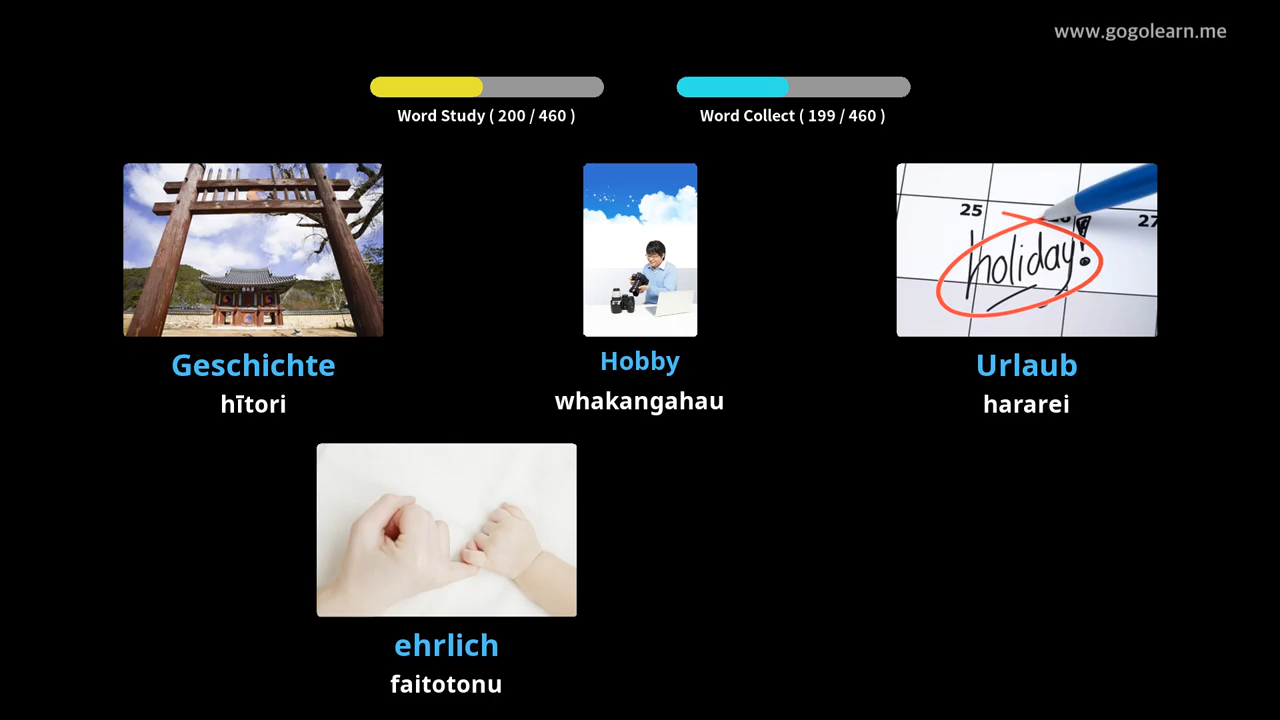 www.gogolearn.me
Word Study ( 200 / 460 )
Word Collect ( 199 / 460 )
25
27
holiday!
Geschichte
hītori
Hobby
whakangahau
Urlaub
hararei
ehrlich
faitotonu